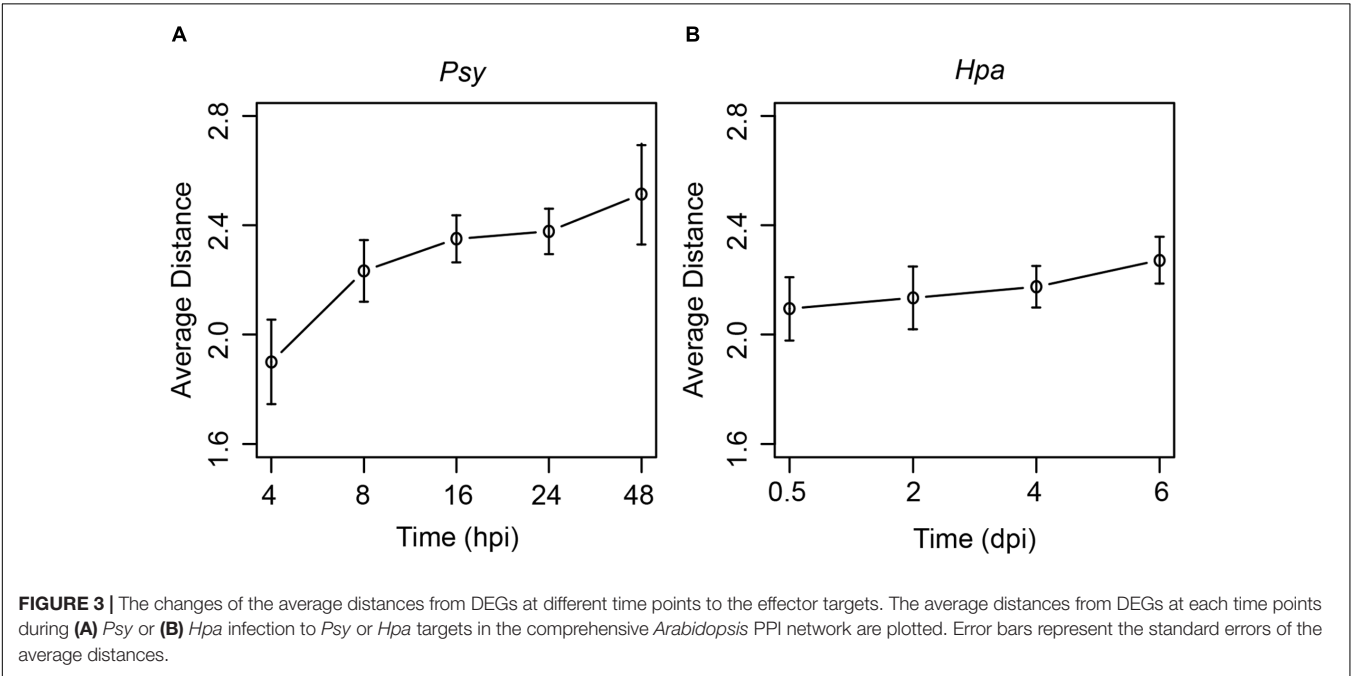 A
B
Psy
Hpa
2.8
2.4
2.0
1.6
Average Distance
4 8 16 24 48
Time (hpi)
2.8
2.4
2.0
1.6
Average Distance
0.5 2 4 6
Time (dpi)
FIGURE 3 | The changes of the average distances from DEGs at different time points to the effector targets. The average distances from DEGs at each time points
during (A) Psy or (B) Hpa infection to Psy or Hpa targets in the comprehensive Arabidopsis PPI network are plotted. Error bars represent the standard errors of the
average distances.